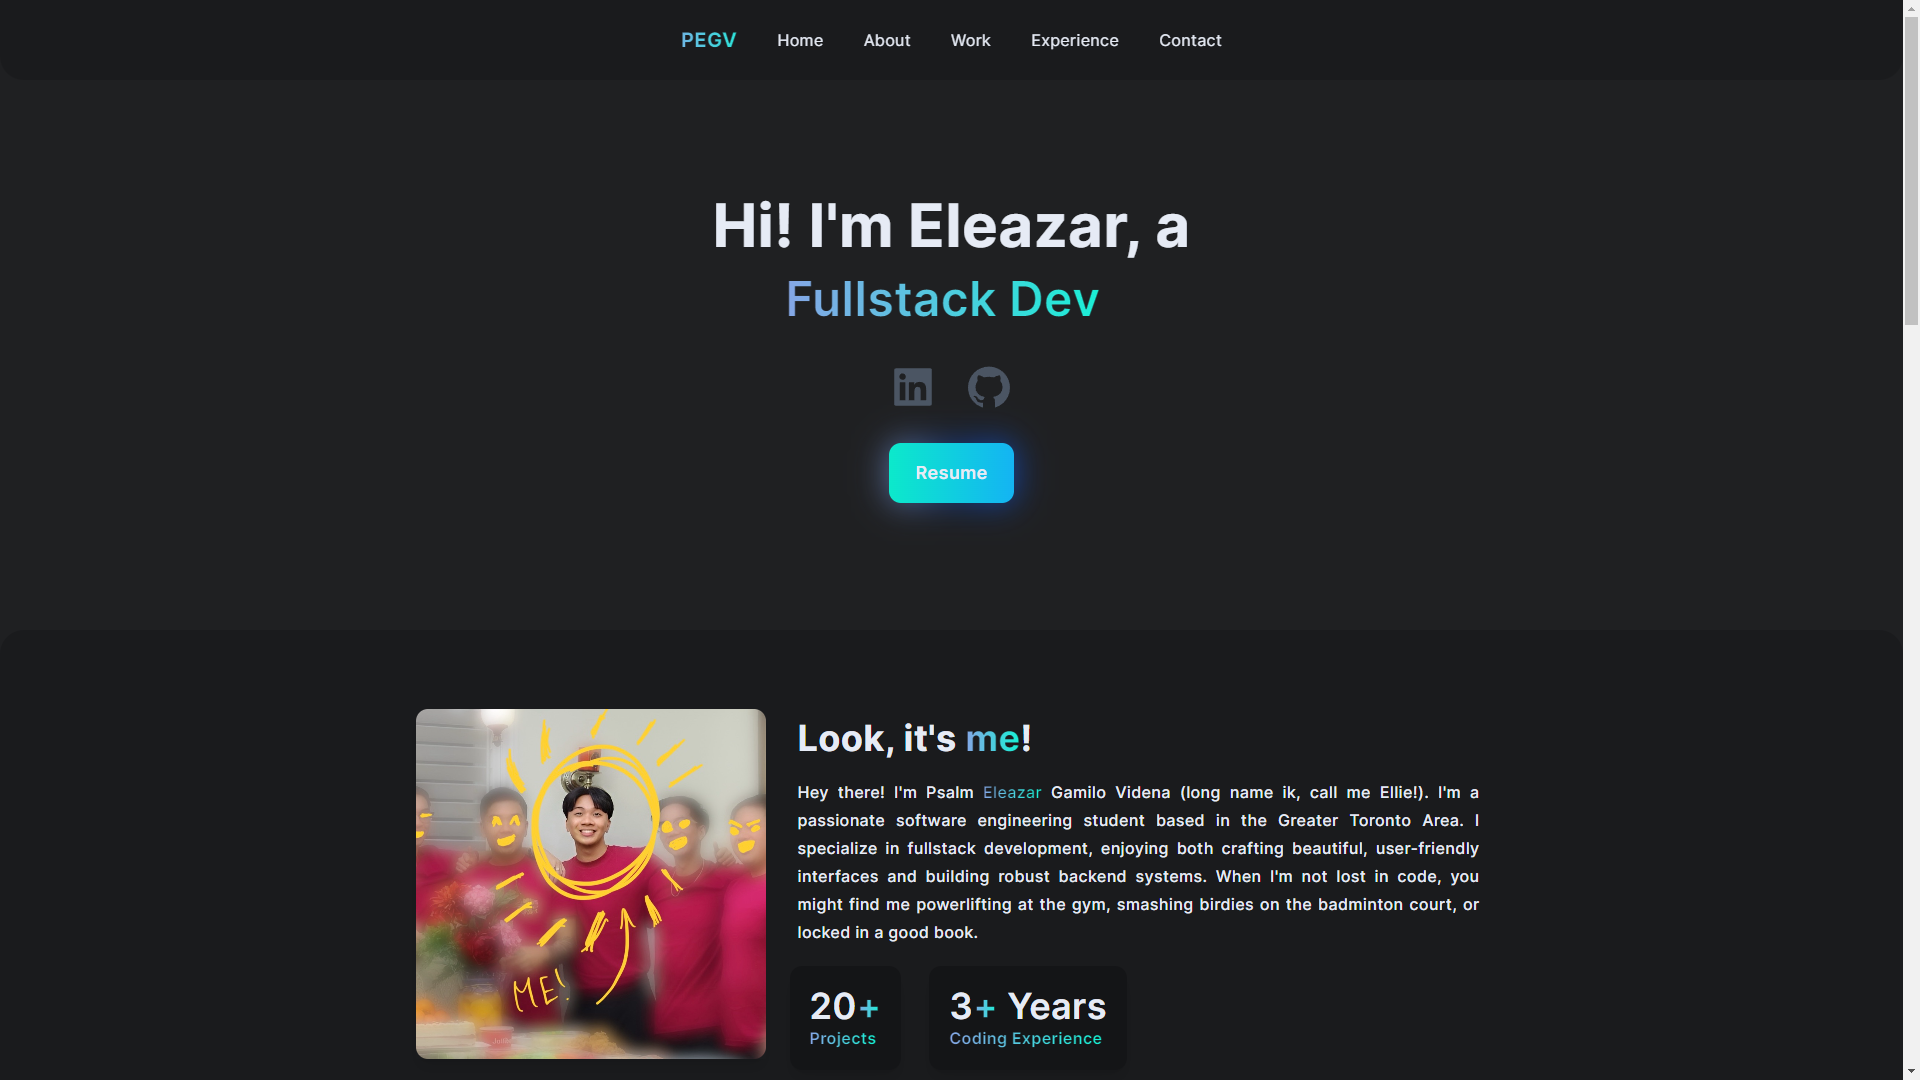 PEGV Home About Work Experience Contact
Hi! I'm Eleazar, a
Fullstack Dev
in
Resume
Look, it's me!
Hey there! I'm Psalm Eleazar Gamilo Videna (long name ik, call me Ellie!). I'm a
passionate software engineering student based in the Greater Toronto Area. I
specialize in fullstack development, enjoying both crafting beautiful, user-friendly
interfaces and building robust backend systems. When I'm not lost in code, you
might find me powerlifting at the gym, smashing birdies on the badminton court, or
locked in a good book.
ME!
20+ 3+ Years
Projects Coding Experience